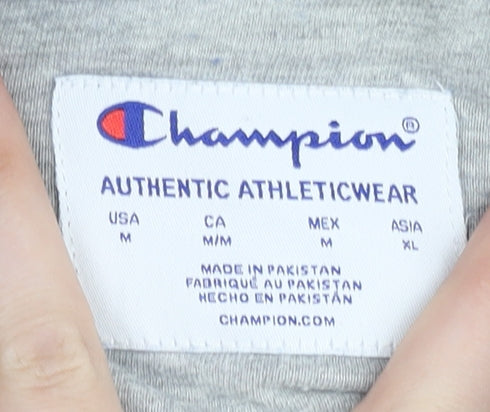 Champion®
AUTHENTIC ATHLETICWEAR
USA CA MEX ASIA
M M/M M XL
MADE IN PAKISTAN
FABRIQUÉ AU PAKISTAN
HECHO EN PAKISTÁN
CHAMPION.COM